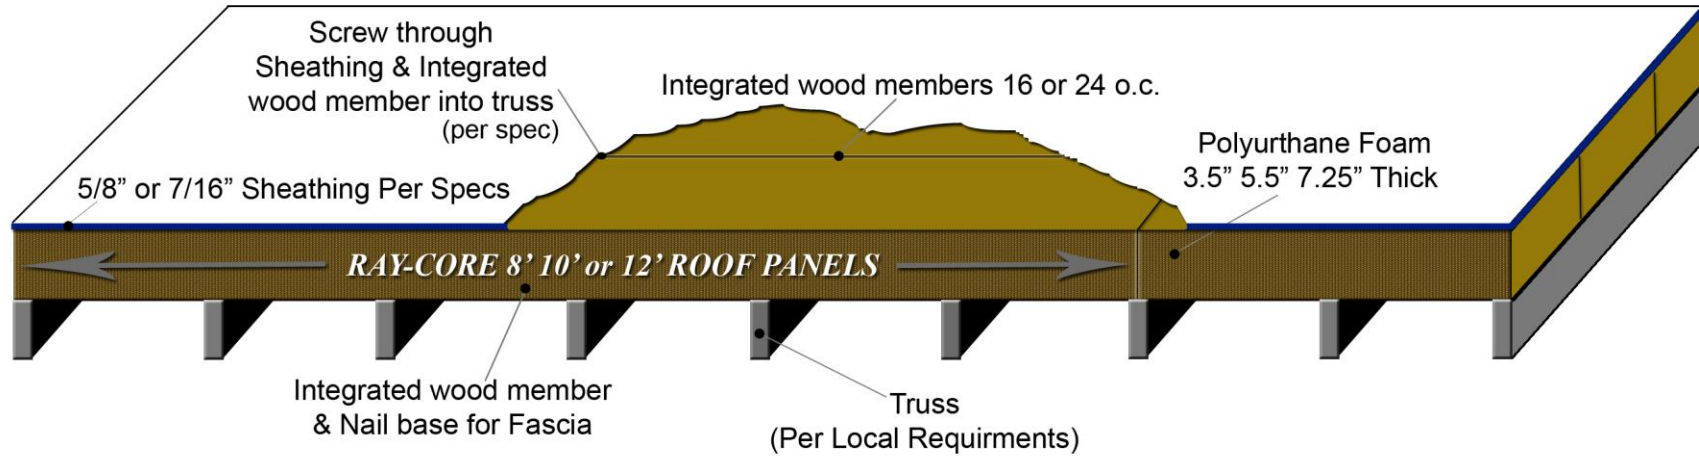 Screw through
Sheathing & Integrated
wood member into truss
(per spec)
Integrated wood members 16 or 24 o.c.
Polyurthane Foam
3.5” 5.5” 7.25” Thick
5/8” or 7/16” Sheathing Per Specs
RAY-CORE 8’ 10’ or 12’ ROOF PANELS
Integrated wood member
& Nail base for Fascia
Truss
(Per Local Requirments)